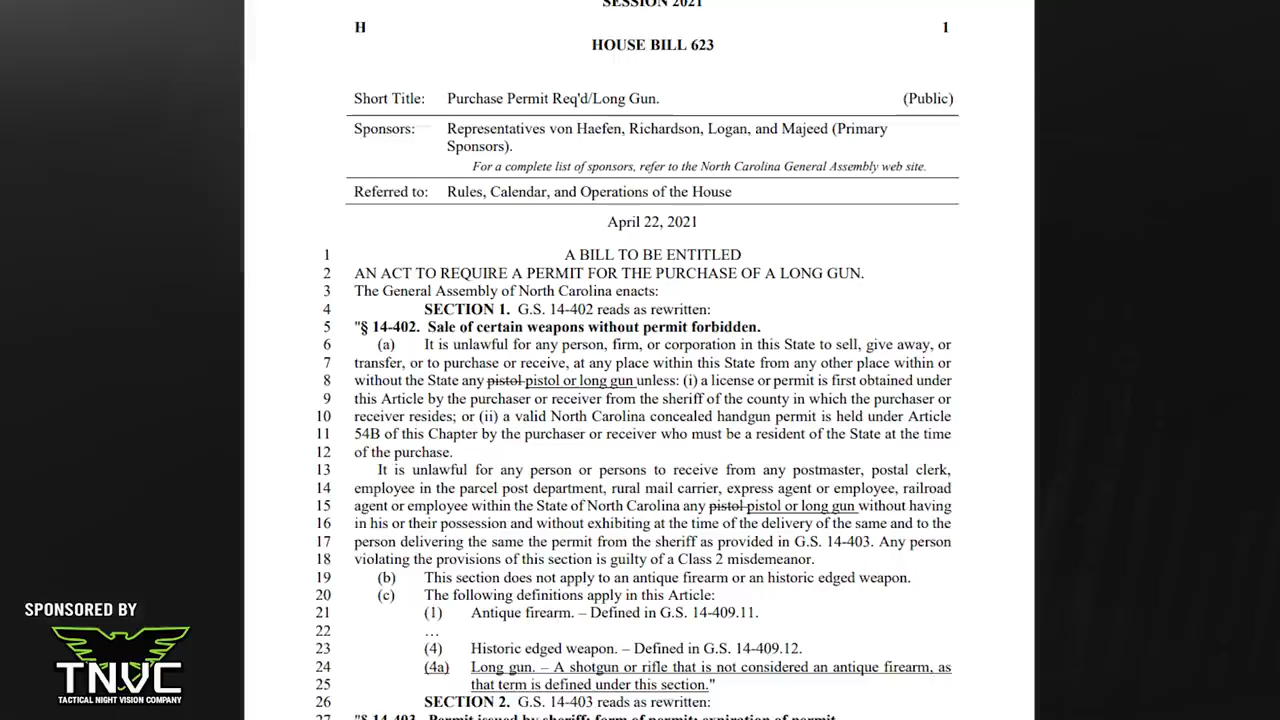 SESSION 2021
H 1
HOUSE BILL 623
Short Title: Purchase Permit Req'd/Long Gun. (Public)
Sponsors: Representatives von Haefen, Richardson, Logan, and Majeed (Primary
Sponsors).
For a complete list of sponsors, refer to the North Carolina General Assembly web site.
Referred to: Rules, Calendar, and Operations of the House
April 22, 2021
1 A BILL TO BE ENTITLED
2 AN ACT TO REQUIRE A PERMIT FOR THE PURCHASE OF A LONG GUN.
3 The General Assembly of North Carolina enacts:
4 SECTION 1. G.S. 14-402 reads as rewritten:
5 "§ 14-402. Sale of certain weapons without permit forbidden.
6 (a) It is unlawful for any person, firm, or corporation in this State to sell, give away, or
7 transfer, or to purchase or receive, at any place within this State from any other place within or
8 without the State any pistol pistol or long gun unless: (i) a license or permit is first obtained under
9 this Article by the purchaser or receiver from the sheriff of the county in which the purchaser or
10 receiver resides; or (ii) a valid North Carolina concealed handgun permit is held under Article
11 54B of this Chapter by the purchaser or receiver who must be a resident of the State at the time
12 of the purchase.
13 It is unlawful for any person or persons to receive from any postmaster, postal clerk,
14 employee in the parcel post department, rural mail carrier, express agent or employee, railroad
15 agent or employee within the State of North Carolina any pistol pistol or long gun without having
16 in his or their possession and without exhibiting at the time of the delivery of the same and to the
17 person delivering the same the permit from the sheriff as provided in G.S. 14-403. Any person
18 violating the provisions of this section is guilty of a Class 2 misdemeanor.
19 (b) This section does not apply to an antique firearm or an historic edged weapon.
20 (c) The following definitions apply in this Article:
21 (1) Antique firearm. – Defined in G.S. 14-409.11.
22 …
23 (4) Historic edged weapon. – Defined in G.S. 14-409.12.
24 (4a) Long gun. – A shotgun or rifle that is not considered an antique firearm, as
25 that term is defined under this section."
26 SECTION 2. G.S. 14-403 reads as rewritten:
27 "§ 14-403. Permit issued by sheriff; form of permit; expiration of permit.
SPONSORED BY
TNVC
TACTICAL NIGHT VISION COMPANY